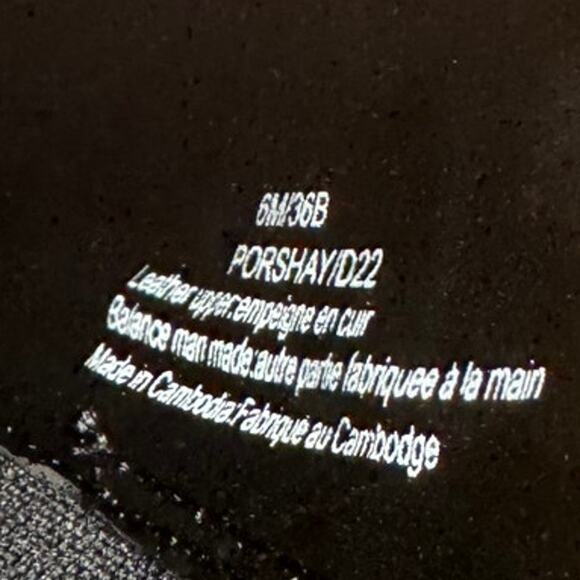 6M/36B
PORSHAY/D22
Leather upper:empeigne en cuir
Balance man made:autre partie fabriquee à la main
Made in Cambodia:Fabriqué au Cambodge